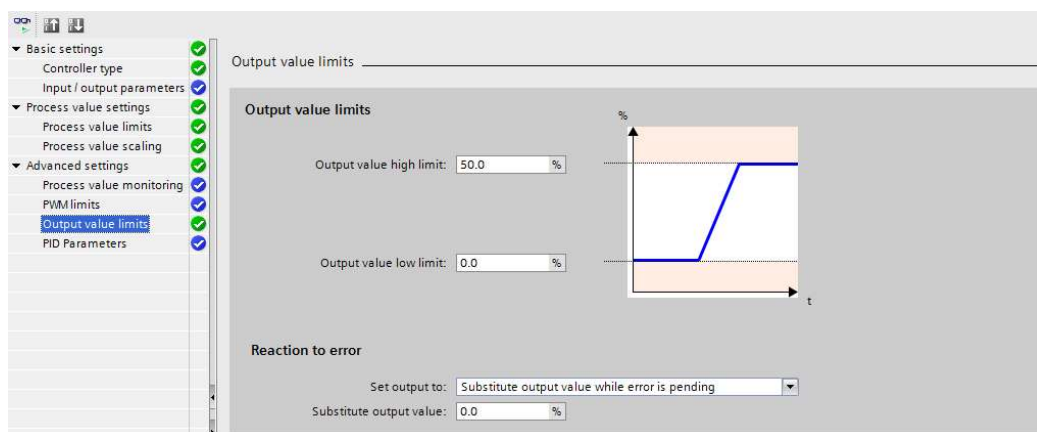 Basic settings
Controller type
Input / output parameters
Process value settings
Process value limits
Process value scaling
Advanced settings
Process value monitoring
PWM limits
Output value limits
PID Parameters
Output value limits
Output value limits
%
Output value high limit: 50.0 %
Output value low limit: 0.0 %
t
Reaction to error
Set output to: Substitute output value while error is pending
Substitute output value: 0.0 %